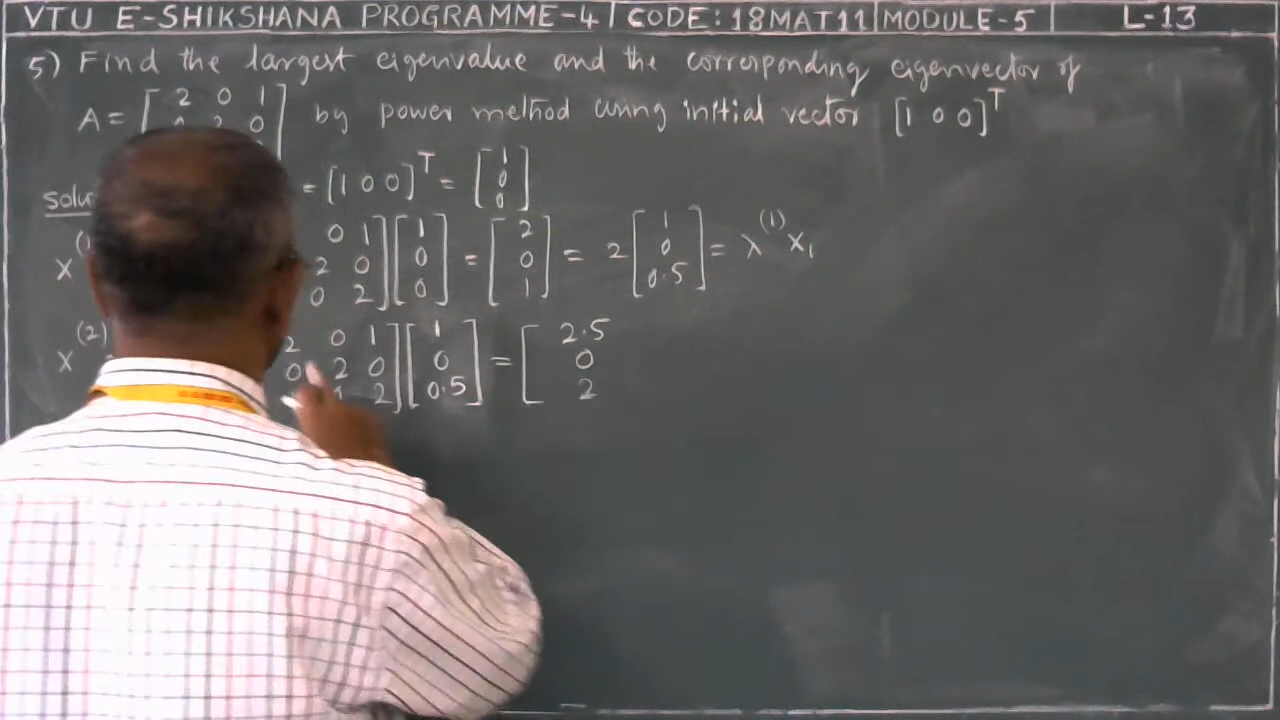 VTU E-SHIKSHANA PROGRAMME-4 | CODE: 18MAT11 | MODULE-5 | L-13
5) Find the largest eigenvalue and the corresponding eigenvector of
A = [ 2 0 1
2 0 ] by power method using initial vector [1 0 0]ᵀ
= [1 0 0]ᵀ = [ 1
0
0 ]
X 0 1 ] [ 1 ] = [ 2 ] = 2 [ 1 ] = λ⁽¹⁾ X₁
2 0 0 0 0
0 2 0 1 0.5
X⁽²⁾ 2 0 1 ] [ 1 ] = [ 2.5
0 2 0 0 0
2 0.5 2